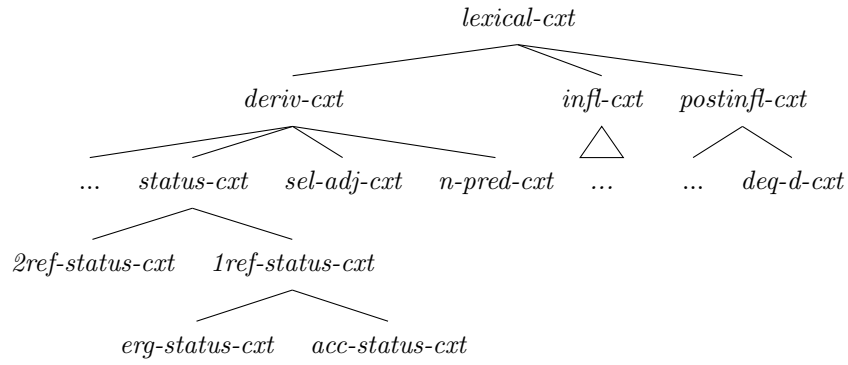 lexical-cxt
deriv-cxt infl-cxt postinfl-cxt
... status-cxt sel-adj-cxt n-pred-cxt ... ... deq-d-cxt
2ref-status-cxt 1ref-status-cxt
erg-status-cxt acc-status-cxt